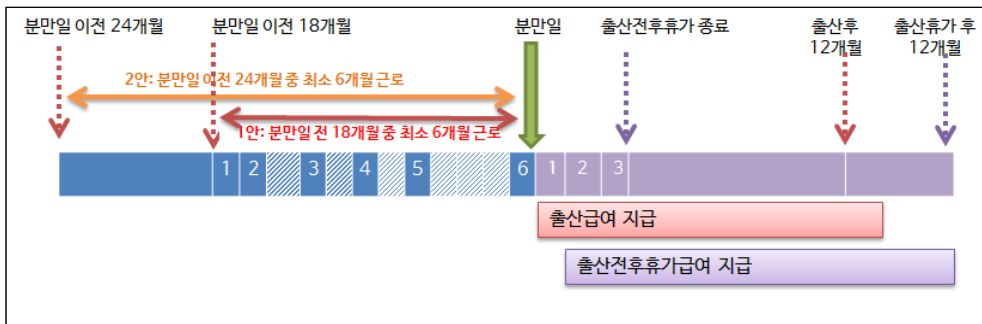 분만일 이전 24개월
분만일 이전 18개월
분만일
출산전후휴가 종료
출산후
12개월
출산휴가 후
12개월
2안: 분만일 이전 24개월 중 최소 6개월 근로
1안: 분만일 전 18개월 중 최소 6개월 근로
1 2 3 4 5 6 1 2 3
출산급여 지급
출산전후휴가급여 지급